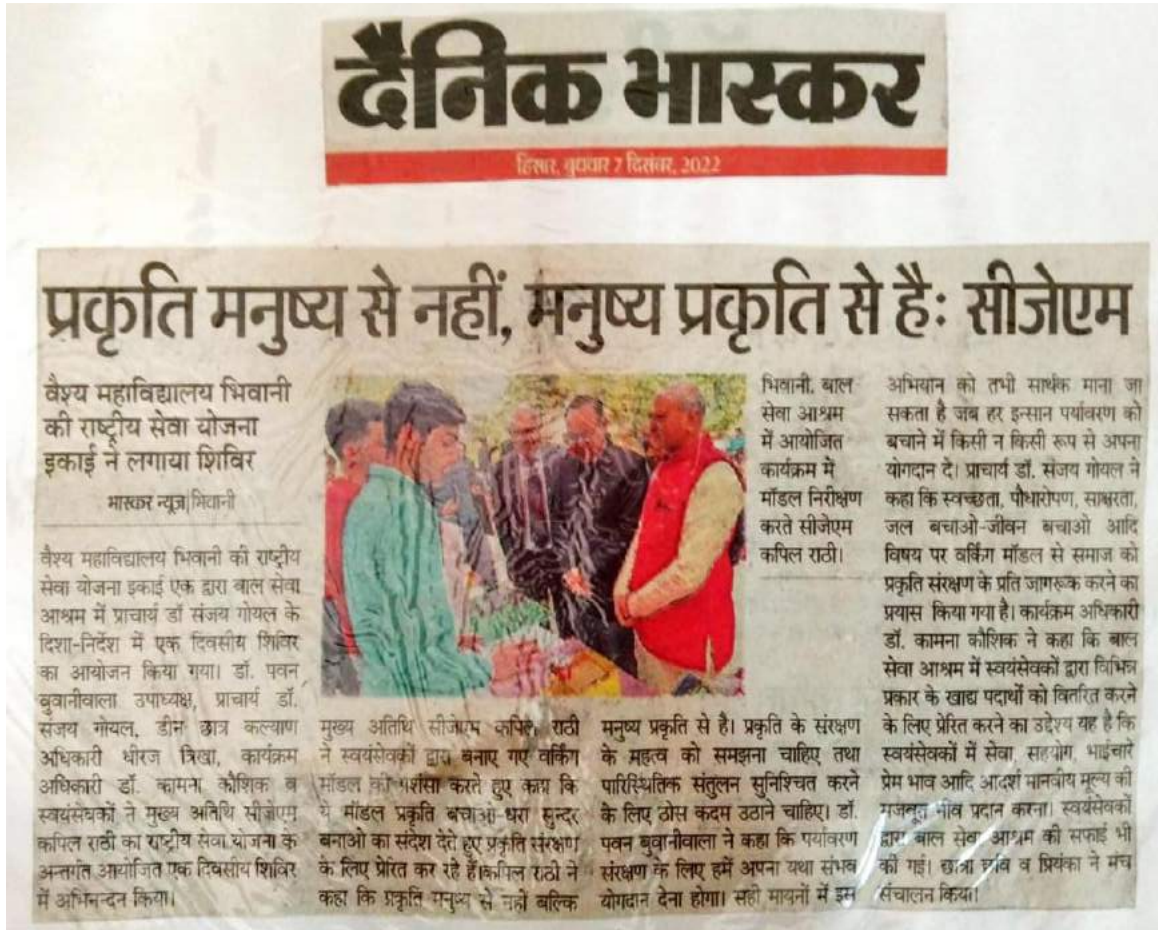 दैनिक भास्कर
हिसार, बुधवार 7 दिसंबर, 2022
प्रकृति मनुष्य से नहीं, मनुष्य प्रकृति से है: सीजेएम
वैश्य महाविद्यालय भिवानी
की राष्ट्रीय सेवा योजना
इकाई ने लगाया शिविर
भास्कर न्यूज|भिवानी
वैश्य महाविद्यालय भिवानी की राष्ट्रीय
सेवा योजना इकाई एक द्वारा बाल सेवा
आश्रम में प्राचार्य डॉ संजय गोयल के
दिशा-निर्देश में एक दिवसीय शिविर
का आयोजन किया गया। डॉ. पवन
बुवानीवाला उपाध्यक्ष, प्राचार्य डॉ.
संजय गोयल, डीन छात्र कल्याण
अधिकारी धीरज त्रिखा, कार्यक्रम
अधिकारी डॉ. कामना कौशिक व
स्वयंसेवकों ने मुख्य अतिथि सीजेएम
कपिल राठी का राष्ट्रीय सेवा योजना के
अन्तर्गत आयोजित एक दिवसीय शिविर
में अभिनन्दन किया।
भिवानी. बाल
सेवा आश्रम
में आयोजित
कार्यक्रम में
मॉडल निरीक्षण
करते सीजेएम
कपिल राठी।
मुख्य अतिथि सीजेएम कपिल राठी
ने स्वयंसेवकों द्वारा बनाए गए वर्किंग
मॉडल की प्रशंसा करते हुए कहा कि
ये मॉडल प्रकृति बचाओ-धरा सुन्दर
बनाओ का संदेश देते हुए प्रकृति संरक्षण
के लिए प्रेरित कर रहे हैं।कपिल राठी ने
कहा कि प्रकृति मनुष्य से नहीं बल्कि
मनुष्य प्रकृति से है। प्रकृति के संरक्षण
के महत्व को समझना चाहिए तथा
पारिस्थितिक संतुलन सुनिश्चित करने
के लिए ठोस कदम उठाने चाहिए। डॉ.
पवन बुवानीवाला ने कहा कि पर्यावरण
संरक्षण के लिए हमें अपना यथा संभव
योगदान देना होगा। सही मायनों में इस
अभियान को तभी सार्थक माना जा
सकता है जब हर इन्सान पर्यावरण को
बचाने में किसी न किसी रूप से अपना
योगदान दे। प्राचार्य डॉ. संजय गोयल ने
कहा कि स्वच्छता, पौधारोपण, साक्षरता,
जल बचाओ-जीवन बचाओ आदि
विषय पर वर्किंग मॉडल से समाज को
प्रकृति संरक्षण के प्रति जागरूक करने का
प्रयास किया गया है। कार्यक्रम अधिकारी
डॉ. कामना कौशिक ने कहा कि बाल
सेवा आश्रम में स्वयंसेवकों द्वारा विभिन्न
प्रकार के खाद्य पदार्थों को वितरित करने
के लिए प्रेरित करने का उद्देश्य यह है कि
स्वयंसेवकों में सेवा, सहयोग, भाईचारे
प्रेम भाव आदि आदर्श मानवीय मूल्य की
मजबूत नींव प्रदान करना। स्वयंसेवकों
द्वारा बाल सेवा आश्रम की सफाई भी
की गई। छात्रा छवि व प्रियंका ने मंच
संचालन किया।